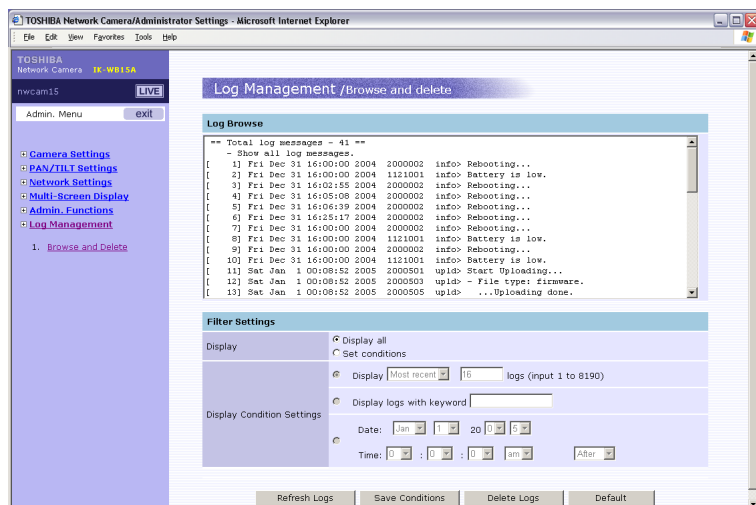 TOSHIBA Network Camera/Administrator Settings - Microsoft Internet Explorer
File Edit View Favorites Tools Help
TOSHIBA
Network Camera IK-WB15A
nwcam15 LIVE
Admin. Menu exit
Camera Settings
PAN/TILT Settings
Network Settings
Multi-Screen Display
Admin. Functions
Log Management
1. Browse and Delete
Log Management /Browse and delete
Log Browse
== Total log messages - 41 ==
- Show all log messages.
[ 1] Fri Dec 31 16:00:00 2004 2000002 info> Rebooting...
[ 2] Fri Dec 31 16:00:00 2004 1121001 info> Battery is low.
[ 3] Fri Dec 31 16:02:55 2004 2000002 info> Rebooting...
[ 4] Fri Dec 31 16:05:08 2004 2000002 info> Rebooting...
[ 5] Fri Dec 31 16:06:39 2004 2000002 info> Rebooting...
[ 6] Fri Dec 31 16:25:17 2004 2000002 info> Rebooting...
[ 7] Fri Dec 31 16:00:00 2004 2000002 info> Rebooting...
[ 8] Fri Dec 31 16:00:00 2004 1121001 info> Battery is low.
[ 9] Fri Dec 31 16:00:00 2004 2000002 info> Rebooting...
[ 10] Fri Dec 31 16:00:00 2004 1121001 info> Battery is low.
[ 11] Sat Jan 1 00:08:52 2005 2000501 upld> Start Uploading...
[ 12] Sat Jan 1 00:08:52 2005 2000503 upld> - File type: firmware.
[ 13] Sat Jan 1 00:08:52 2005 2000505 upld> ...Uploading done.
Filter Settings
Display
Display all
Set conditions
Display Condition Settings
Display Most recent 16 logs (input 1 to 8190)
Display logs with keyword
Date: Jan 1 20 0 5
Time: 0 : 0 : 0 am After
Refresh Logs Save Conditions Delete Logs Default